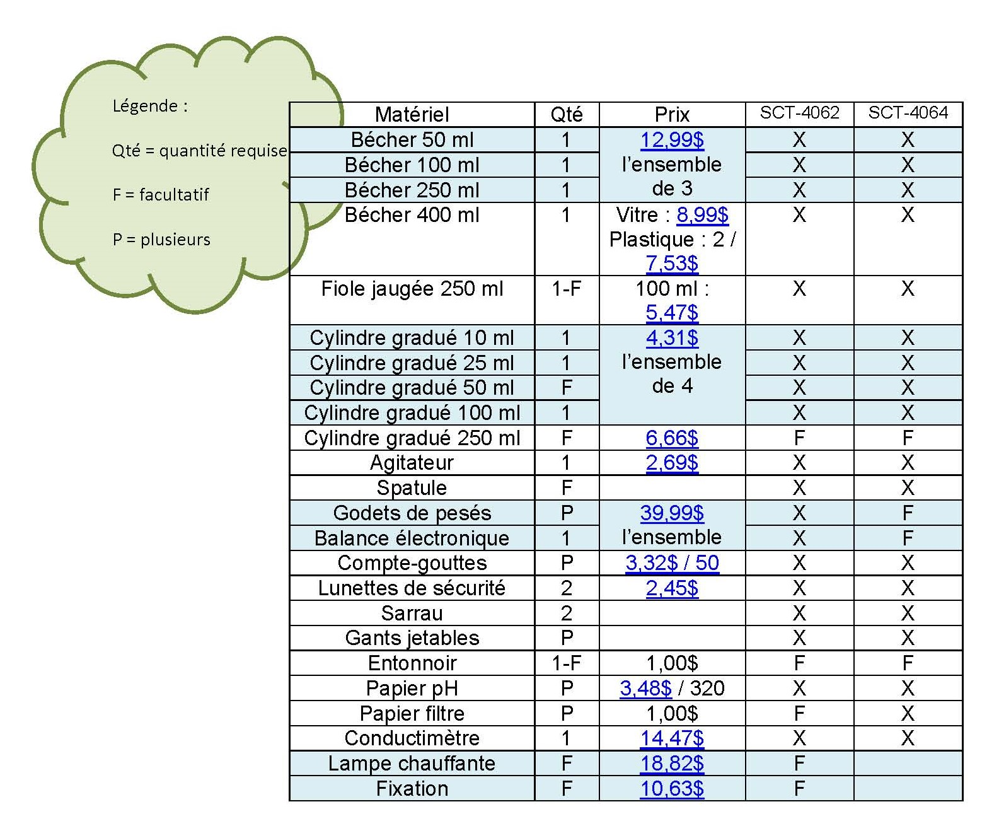 Légende :
Qté = quantité requise
F = facultatif
P = plusieurs
Matériel Qté Prix SCT-4062 SCT-4064
Bécher 50 ml 1 12,99$ X X
Bécher 100 ml 1 l'ensemble X X
Bécher 250 ml 1 de 3 X X
Bécher 400 ml 1 Vitre : 8,99$ X X
Plastique : 2 /
7,53$
Fiole jaugée 250 ml 1-F 100 ml : X X
5,47$
Cylindre gradué 10 ml 1 4,31$ X X
Cylindre gradué 25 ml 1 l'ensemble X X
Cylindre gradué 50 ml F de 4 X X
Cylindre gradué 100 ml 1 X X
Cylindre gradué 250 ml F 6,66$ F F
Agitateur 1 2,69$ X X
Spatule F X X
Godets de pesés P 39,99$ X F
Balance électronique 1 l'ensemble X F
Compte-gouttes P 3,32$ / 50 X X
Lunettes de sécurité 2 2,45$ X X
Sarrau 2 X X
Gants jetables P X X
Entonnoir 1-F 1,00$ F F
Papier pH P 3,48$ / 320 X X
Papier filtre P 1,00$ F X
Conductimètre 1 14,47$ X X
Lampe chauffante F 18,82$ F
Fixation F 10,63$ F